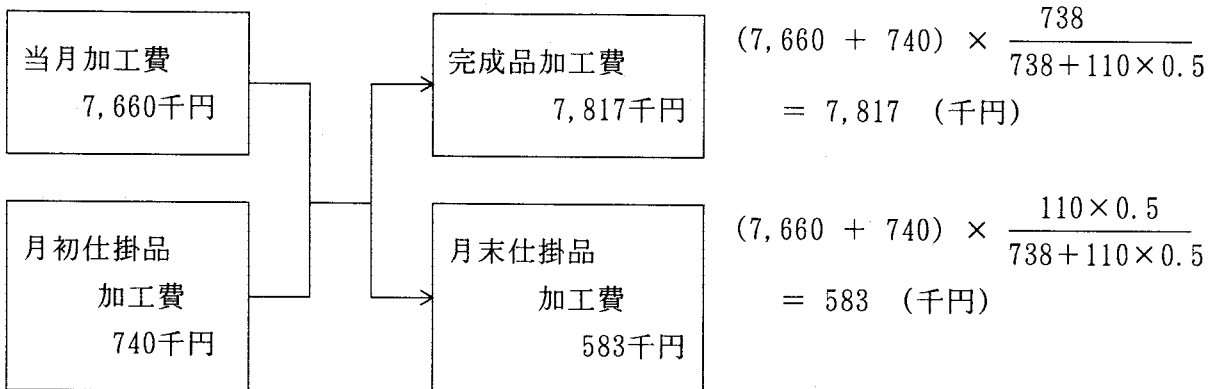 当月加工費
7,660千円
完成品加工費
7,817千円
(7,660 + 740) × 738 / 738+110×0.5
= 7,817 (千円)
月初仕掛品
加工費
740千円
月末仕掛品
加工費
583千円
(7,660 + 740) × 110×0.5 / 738+110×0.5
= 583 (千円)